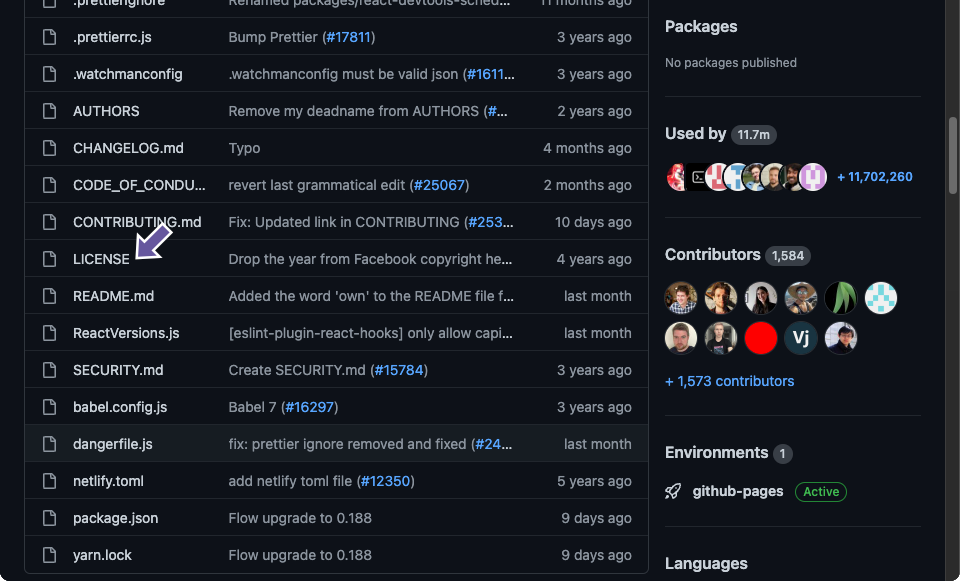 .prettierignore Renamed packages/react-devtools-sched... 11 months ago
.prettierrc.js Bump Prettier (#17811) 3 years ago
.watchmanconfig .watchmanconfig must be valid json (#1611... 3 years ago
AUTHORS Remove my deadname from AUTHORS (#... 2 years ago
CHANGELOG.md Typo 4 months ago
CODE_OF_CONDU... revert last grammatical edit (#25067) 2 months ago
CONTRIBUTING.md Fix: Updated link in CONTRIBUTING (#253... 10 days ago
LICENSE Drop the year from Facebook copyright he... 4 years ago
README.md Added the word 'own' to the README file f... last month
ReactVersions.js [eslint-plugin-react-hooks] only allow capi... last month
SECURITY.md Create SECURITY.md (#15784) 3 years ago
babel.config.js Babel 7 (#16297) 3 years ago
dangerfile.js fix: prettier ignore removed and fixed (#24... last month
netlify.toml add netlify toml file (#12350) 5 years ago
package.json Flow upgrade to 0.188 9 days ago
yarn.lock Flow upgrade to 0.188 9 days ago
Packages
No packages published
Used by 11.7m
+ 11,702,260
Contributors 1,584
Vj
+ 1,573 contributors
Environments 1
github-pages Active
Languages